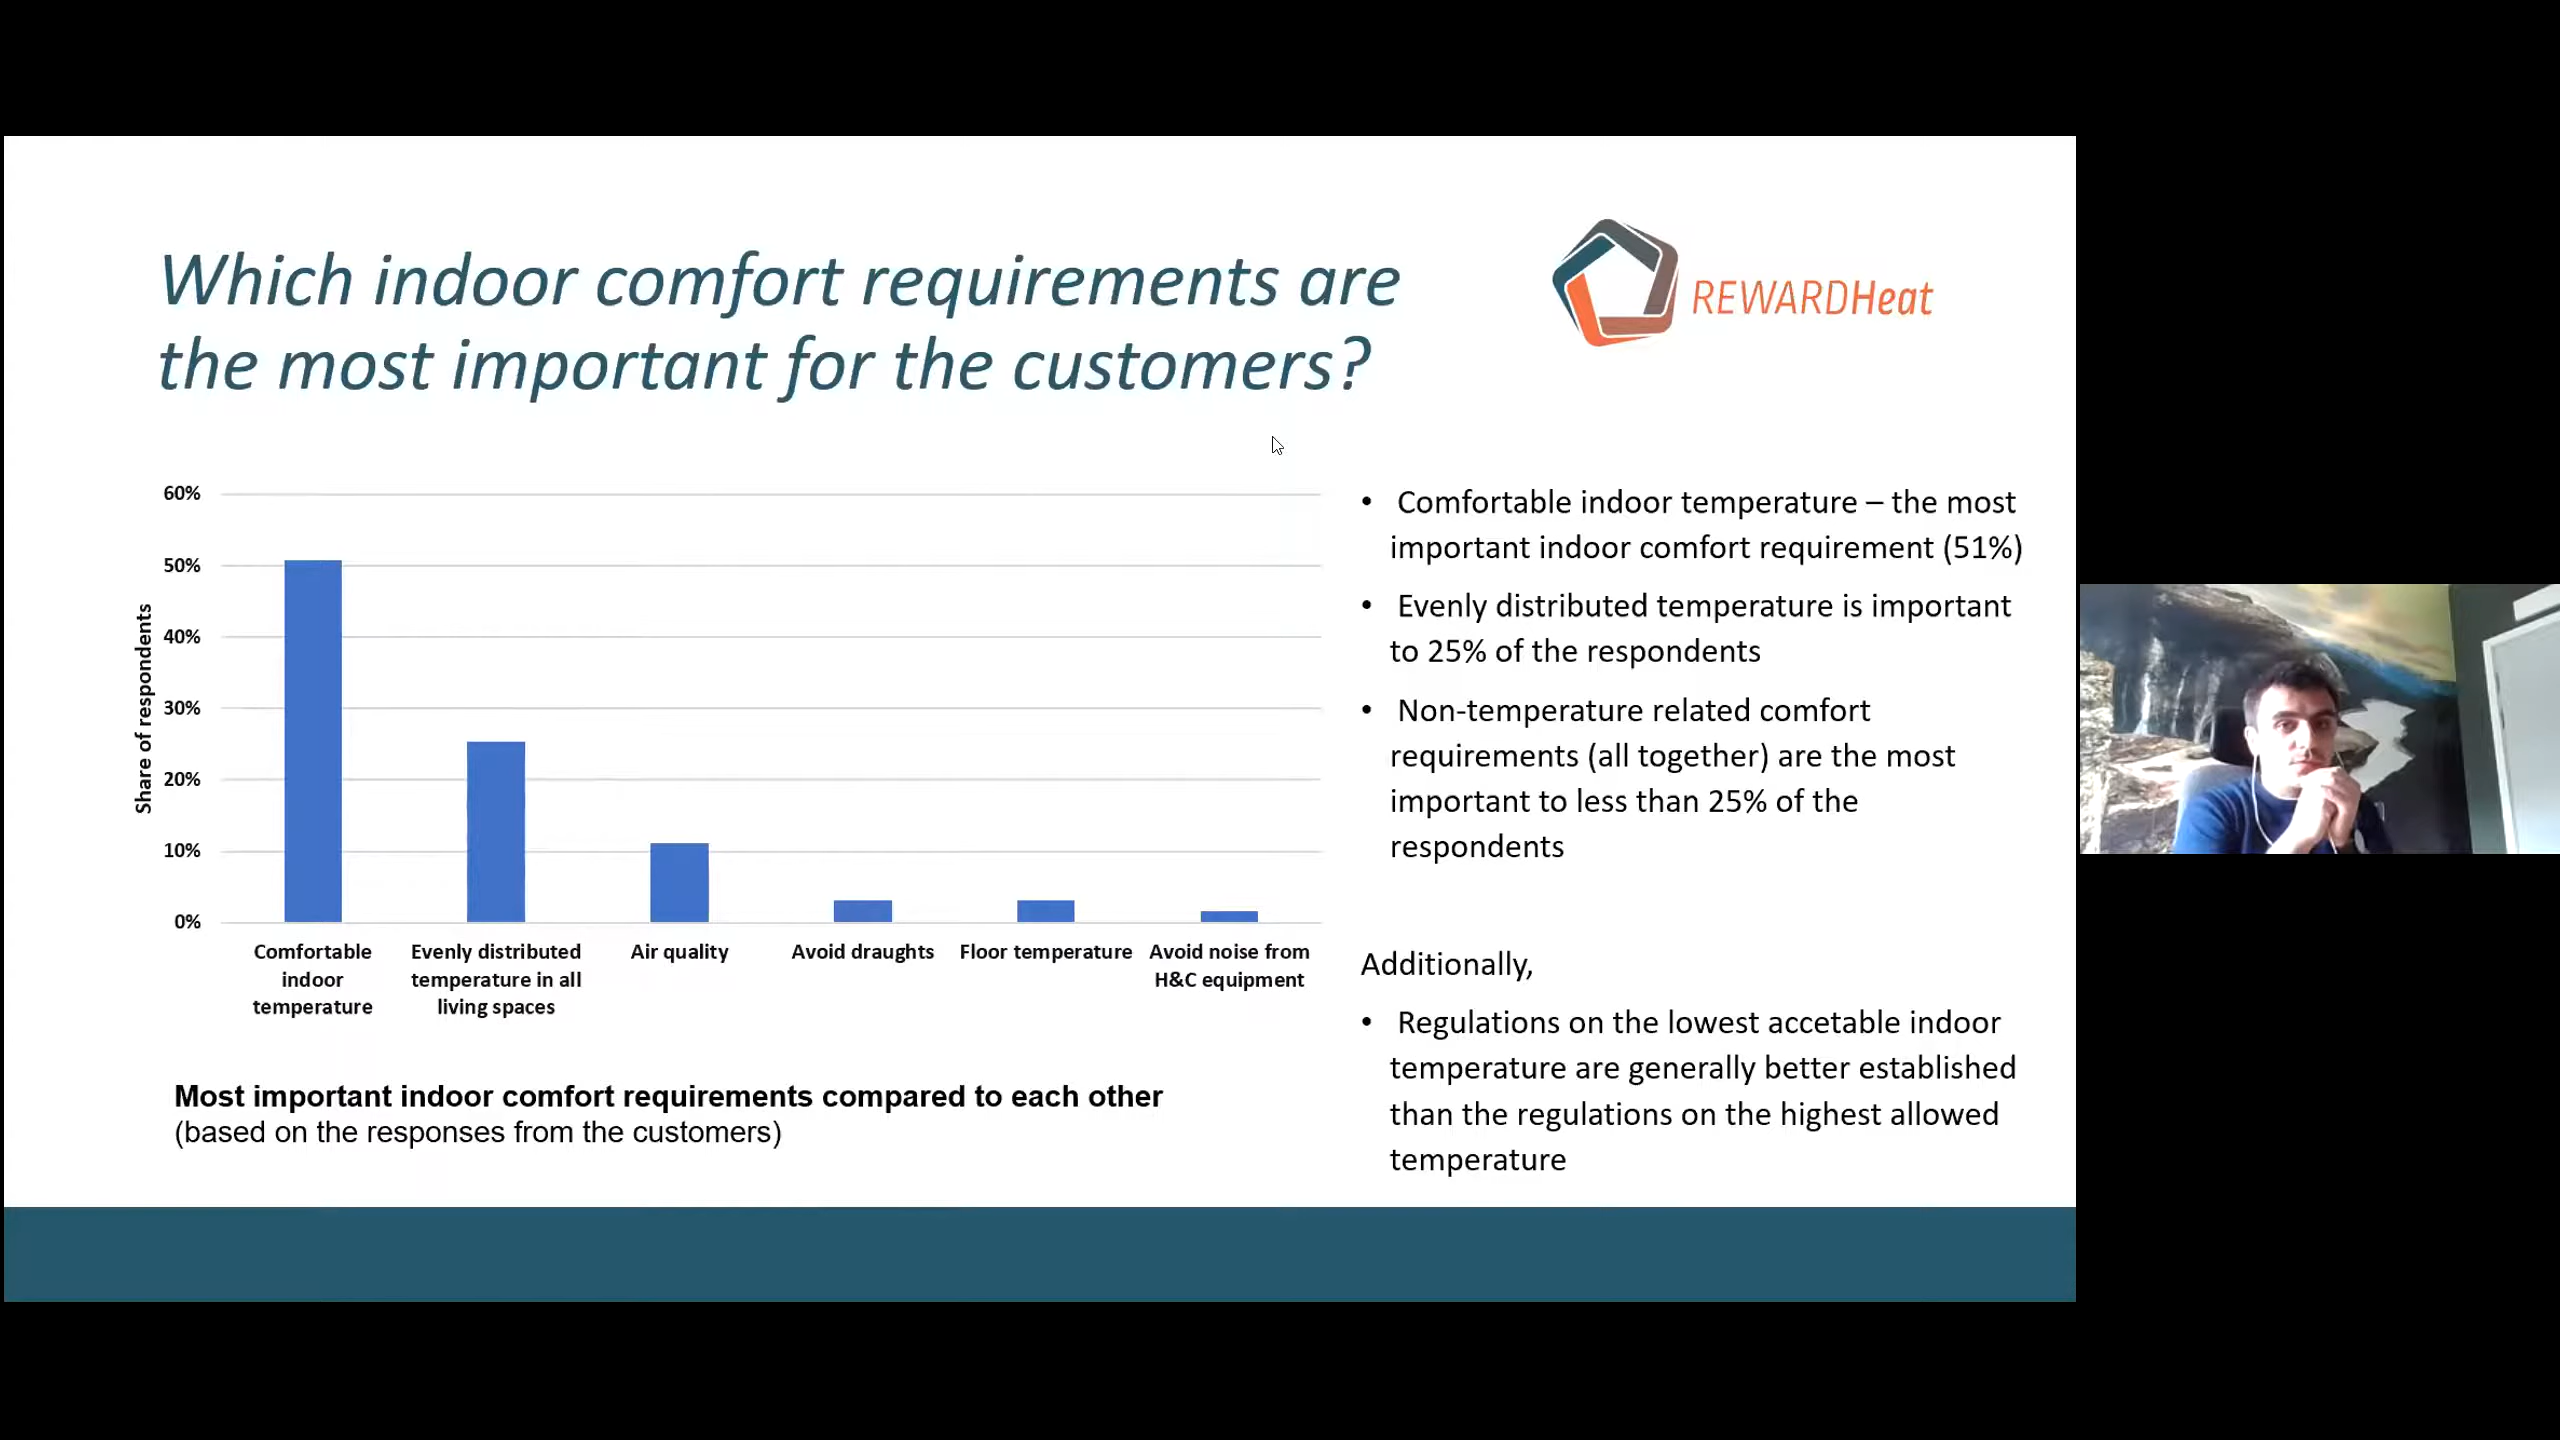 Which indoor comfort requirements are
the most important for the customers?
REWARDHeat
60%
50%
40%
30%
20%
10%
0%
Share of respondents
Comfortable
indoor
temperature
Evenly distributed
temperature in all
living spaces
Air quality
Avoid draughts
Floor temperature
Avoid noise from
H&C equipment
Most important indoor comfort requirements compared to each other
(based on the responses from the customers)
• Comfortable indoor temperature – the most
important indoor comfort requirement (51%)
• Evenly distributed temperature is important
to 25% of the respondents
• Non-temperature related comfort
requirements (all together) are the most
important to less than 25% of the
respondents
Additionally,
• Regulations on the lowest accetable indoor
temperature are generally better established
than the regulations on the highest allowed
temperature